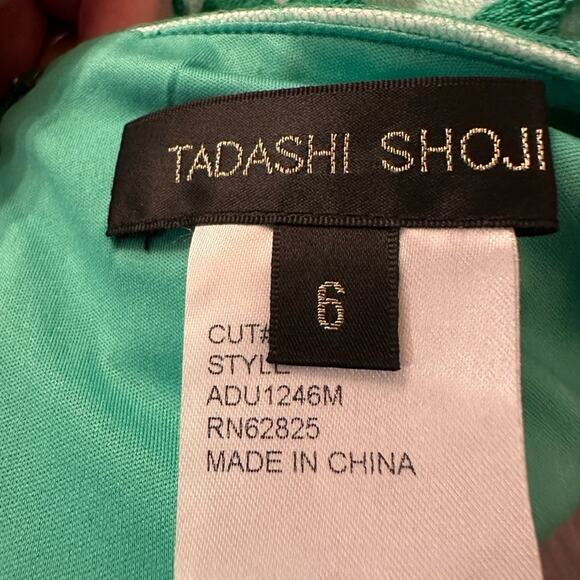 TADASHI SHOJI
6
CUT#
STYLE
ADU1246M
RN62825
MADE IN CHINA